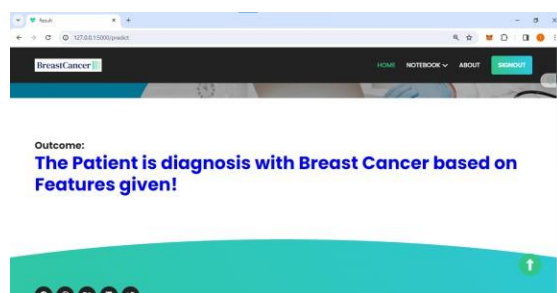 Result
127.0.0.1:5000/predict
BreastCancer
HOME NOTEBOOK ABOUT SIGNOUT
Outcome:
The Patient is diagnosis with Breast Cancer based on
Features given!